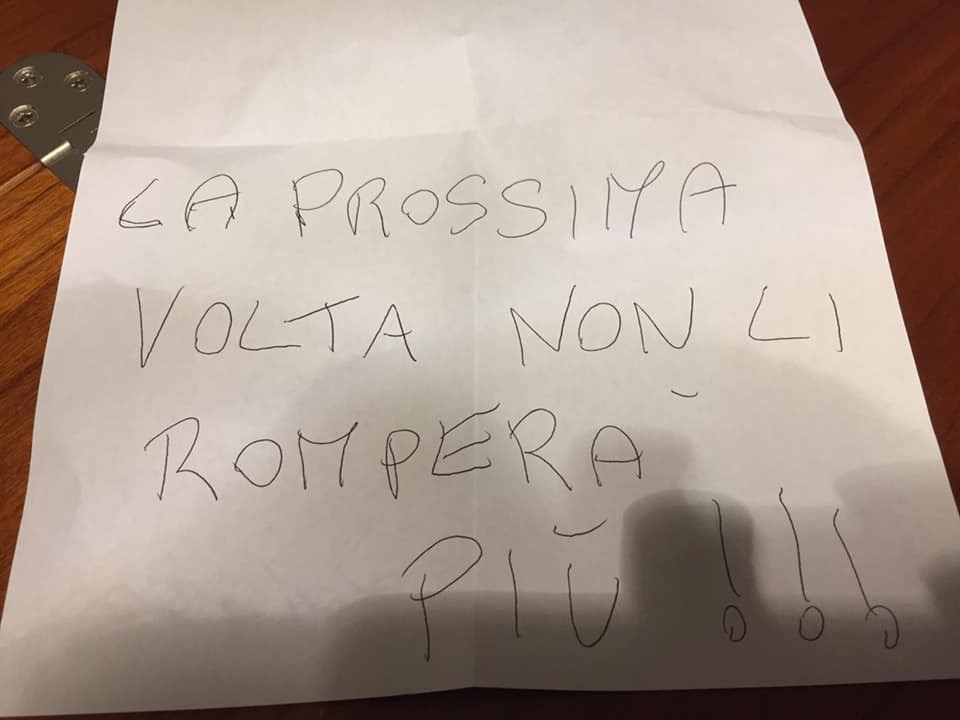 LA PROSSIMA
VOLTA NON LI
ROMPERÀ
PIÙ !!!